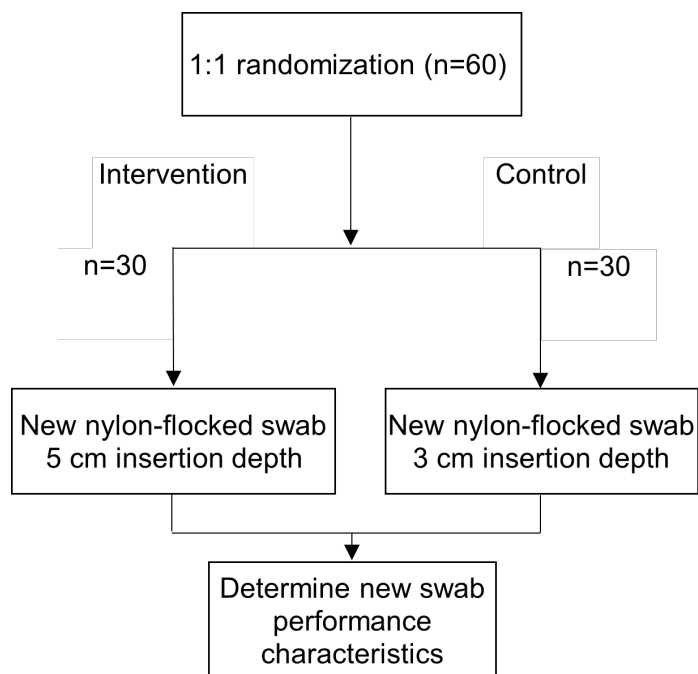 1:1 randomization (n=60)
Intervention
Control
n=30
n=30
New nylon-flocked swab
5 cm insertion depth
New nylon-flocked swab
3 cm insertion depth
Determine new swab
performance
characteristics